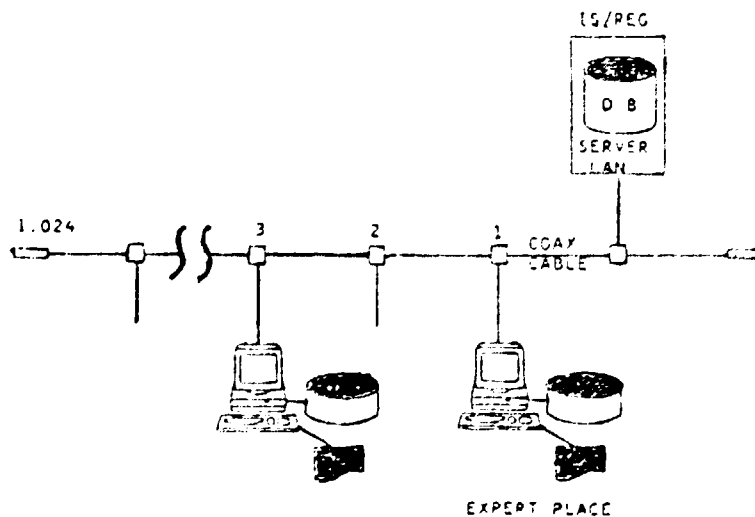 IS/REG
D B
SERVER
LAN
1.024
3
2
1
COAX
CABLE
EXPERT PLACE